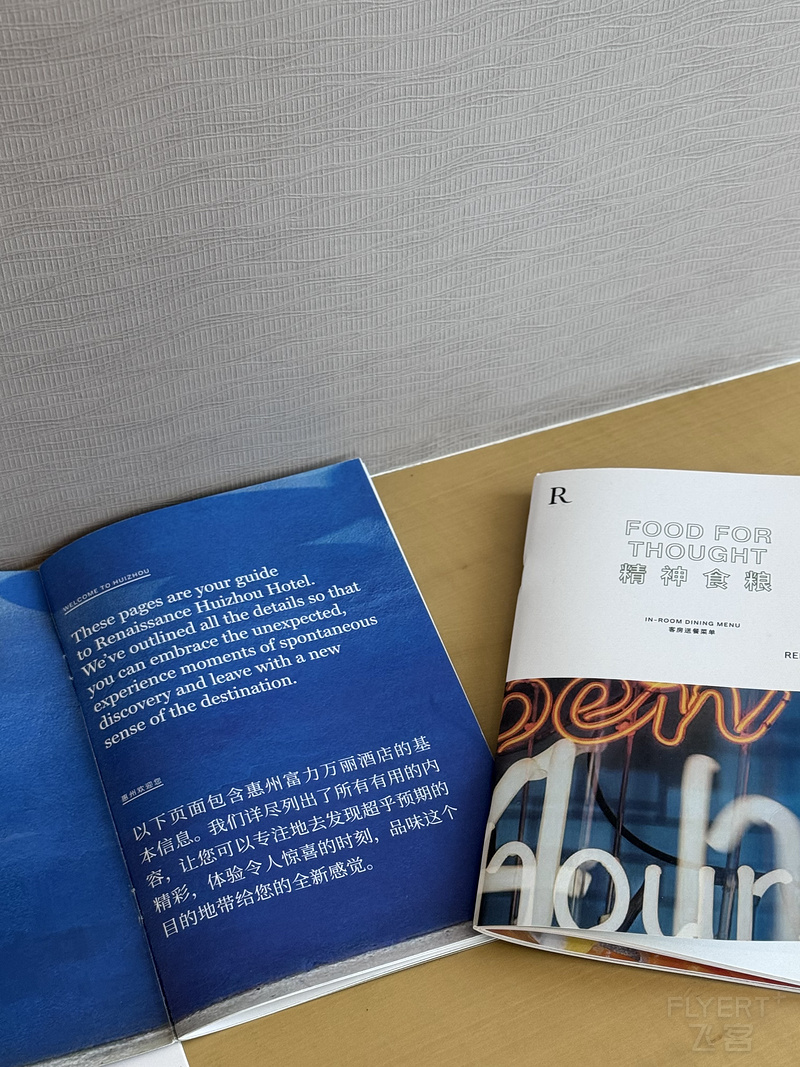 WELCOME TO HUIZHOU
These pages are your guide
to Renaissance Huizhou Hotel.
We've outlined all the details so that
you can embrace the unexpected,
experience moments of spontaneous
discovery and leave with a new
sense of the destination.
惠州欢迎您
以下页面包含惠州富力万丽酒店的基
本信息。我们详尽列出了所有有用的内
容，让您可以专注地去发现超乎预期的
精彩，体验令人惊喜的时刻，品味这个
目的地带给您的全新感觉。
R
FOOD FOR
THOUGHT
精神食粮
IN-ROOM DINING MENU
客房送餐菜单
FLYERT
飞客